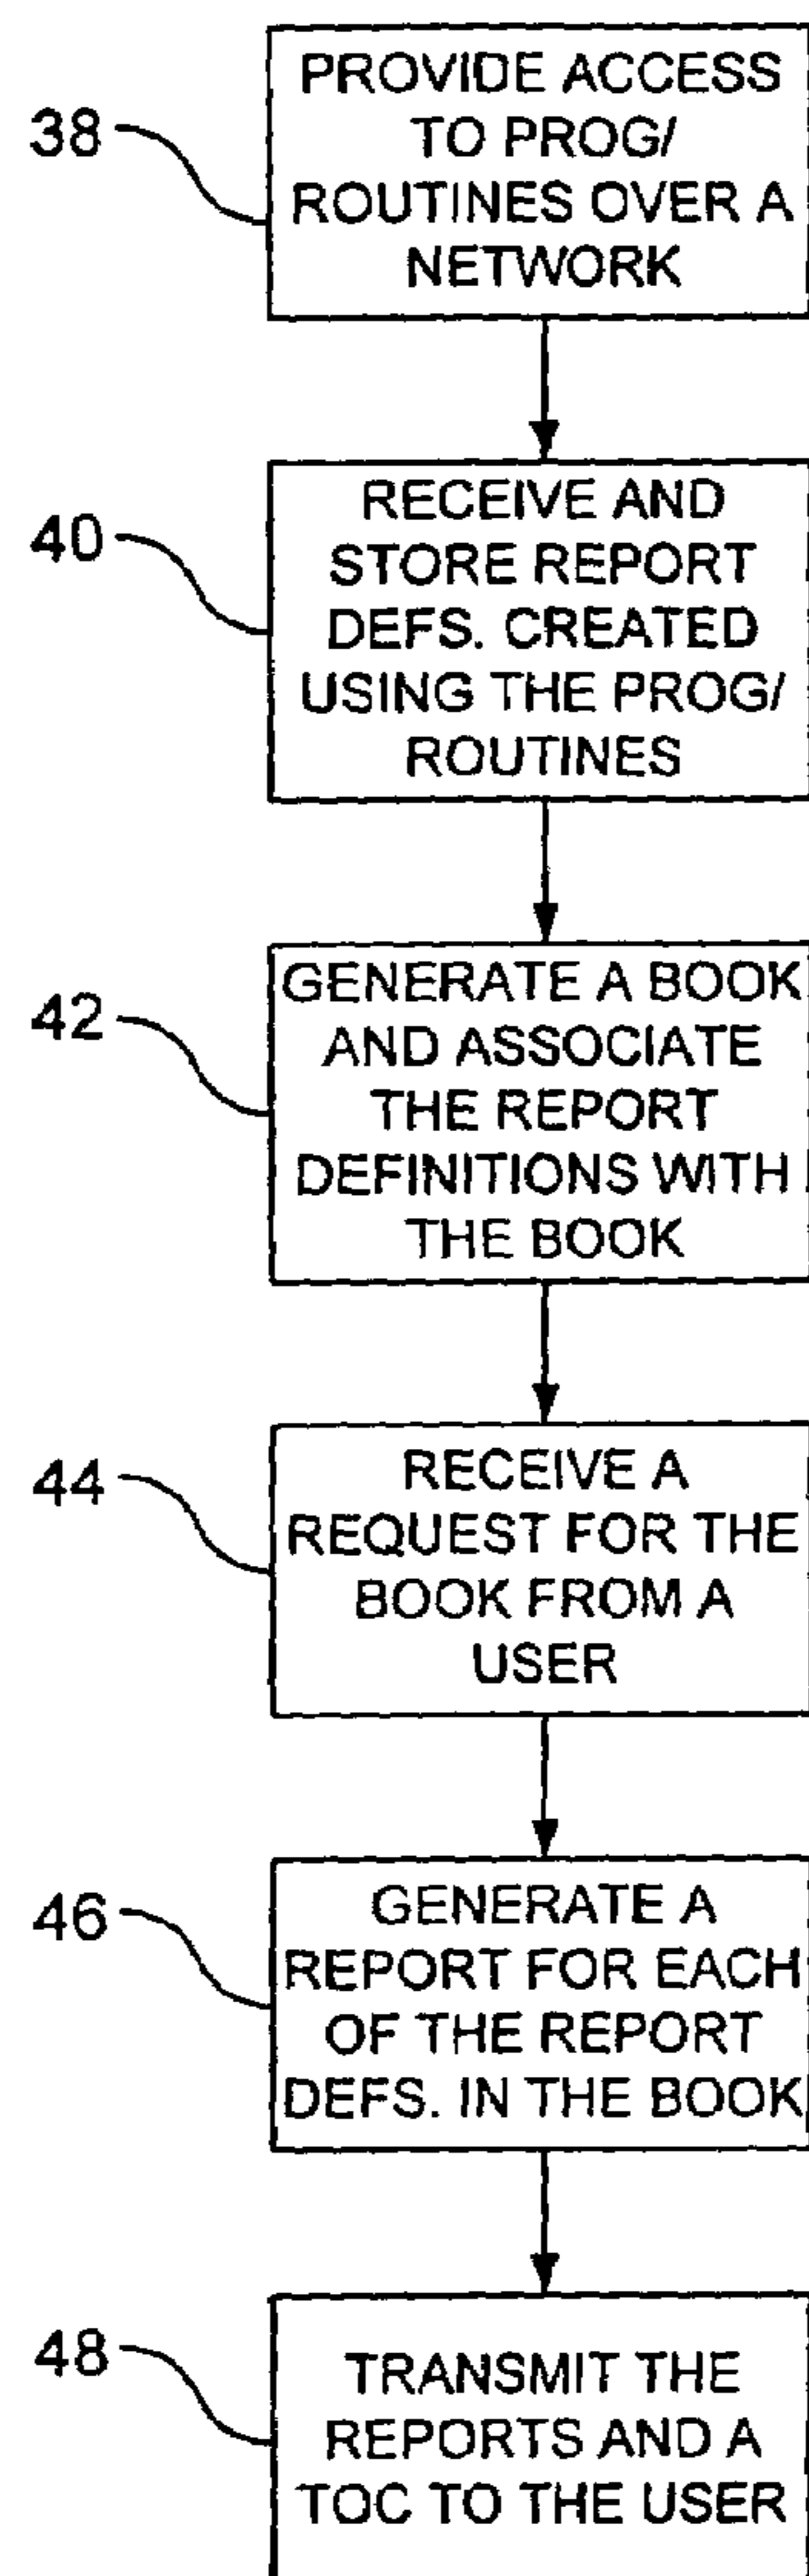 38
PROVIDE ACCESS
TO PROG/
ROUTINES OVER A
NETWORK
40
RECEIVE AND
STORE REPORT
DEFS. CREATED
USING THE PROG/
ROUTINES
42
GENERATE A BOOK
AND ASSOCIATE
THE REPORT
DEFINITIONS WITH
THE BOOK
44
RECEIVE A
REQUEST FOR THE
BOOK FROM A
USER
46
GENERATE A
REPORT FOR EACH
OF THE REPORT
DEFS. IN THE BOOK
48
TRANSMIT THE
REPORTS AND A
TOC TO THE USER